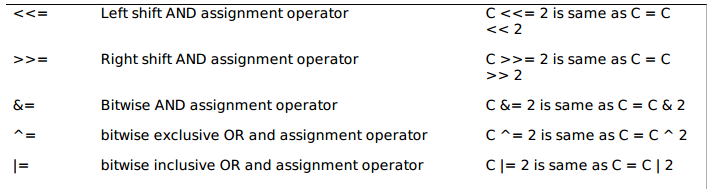 <<= Left shift AND assignment operator C <<= 2 is same as C = C
<< 2
>>= Right shift AND assignment operator C >>= 2 is same as C = C
>> 2
&= Bitwise AND assignment operator C &= 2 is same as C = C & 2
^= bitwise exclusive OR and assignment operator C ^= 2 is same as C = C ^ 2
|= bitwise inclusive OR and assignment operator C |= 2 is same as C = C | 2